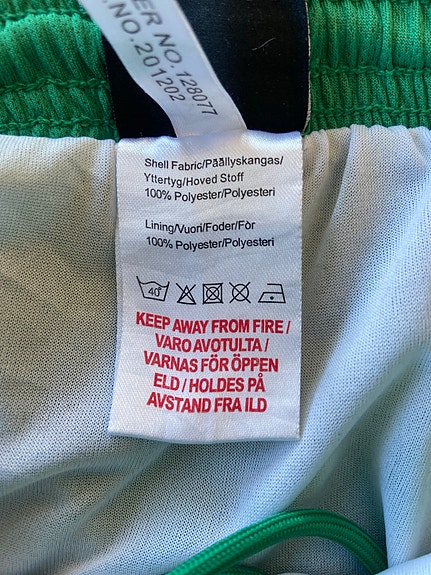 ER NO.128077
.NO.201202
Shell Fabric/Päällyskangas/
Yttertyg/Hoved Stoff
100% Polyester/Polyesteri
Lining/Vuori/Foder/Fòr
100% Polyester/Polyesteri
40°
KEEP AWAY FROM FIRE /
VARO AVOTULTA /
VARNAS FÖR ÖPPEN
ELD / HOLDES PÅ
AVSTAND FRA ILD